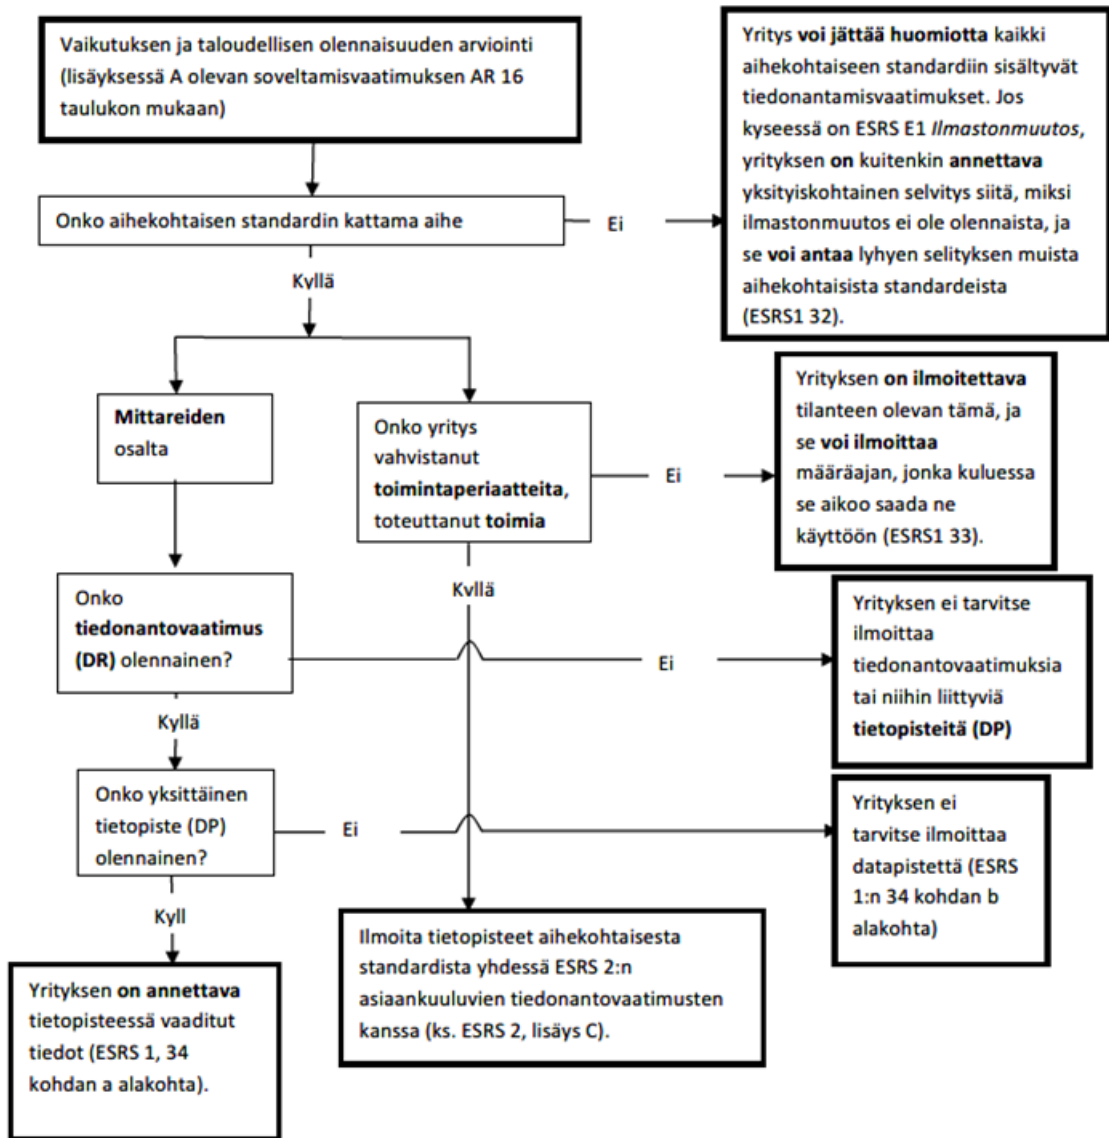 Vaikutuksen ja taloudellisen olennaisuuden arviointi
(lisäyksessä A olevan soveltamisvaatimuksen AR 16
taulukon mukaan)
Yritys voi jättää huomiotta kaikki
aihekohtaiseen standardiin sisältyvät
tiedonantamisvaatimukset. Jos
kyseessä on ESRS E1 Ilmastonmuutos,
yrityksen on kuitenkin annettava
yksityiskohtainen selvitys siitä, miksi
ilmastonmuutos ei ole olennaista, ja
se voi antaa lyhyen selityksen muista
aihekohtaisista standardeista
(ESRS1 32).
Onko aihekohtaisen standardin kattama aihe
Ei
Kyllä
Mittareiden
osalta
Onko yritys
vahvistanut
toimintaperiaatteita,
toteuttanut toimia
Ei
Yrityksen on ilmoitettava
tilanteen olevan tämä, ja
se voi ilmoittaa
määräajan, jonka kuluessa
se aikoo saada ne
käyttöön (ESRS1 33).
Kyllä
Onko
tiedonantovaatimus
(DR) olennainen?
Ei
Yrityksen ei tarvitse
ilmoittaa
tiedonantovaatimuksia
tai niihin liittyviä
tietopisteitä (DP)
Kyllä
Onko yksittäinen
tietopiste (DP)
olennainen?
Ei
Yrityksen ei
tarvitse ilmoittaa
datapistettä (ESRS
1:n 34 kohdan b
alakohta)
Kyll
Ilmoita tietopisteet aihekohtaisesta
standardista yhdessä ESRS 2:n
asiaankuuluvien tiedonantovaatimusten
kanssa (ks. ESRS 2, lisäys C).
Yrityksen on annettava
tietopisteessä vaaditut
tiedot (ESRS 1, 34
kohdan a alakohta).